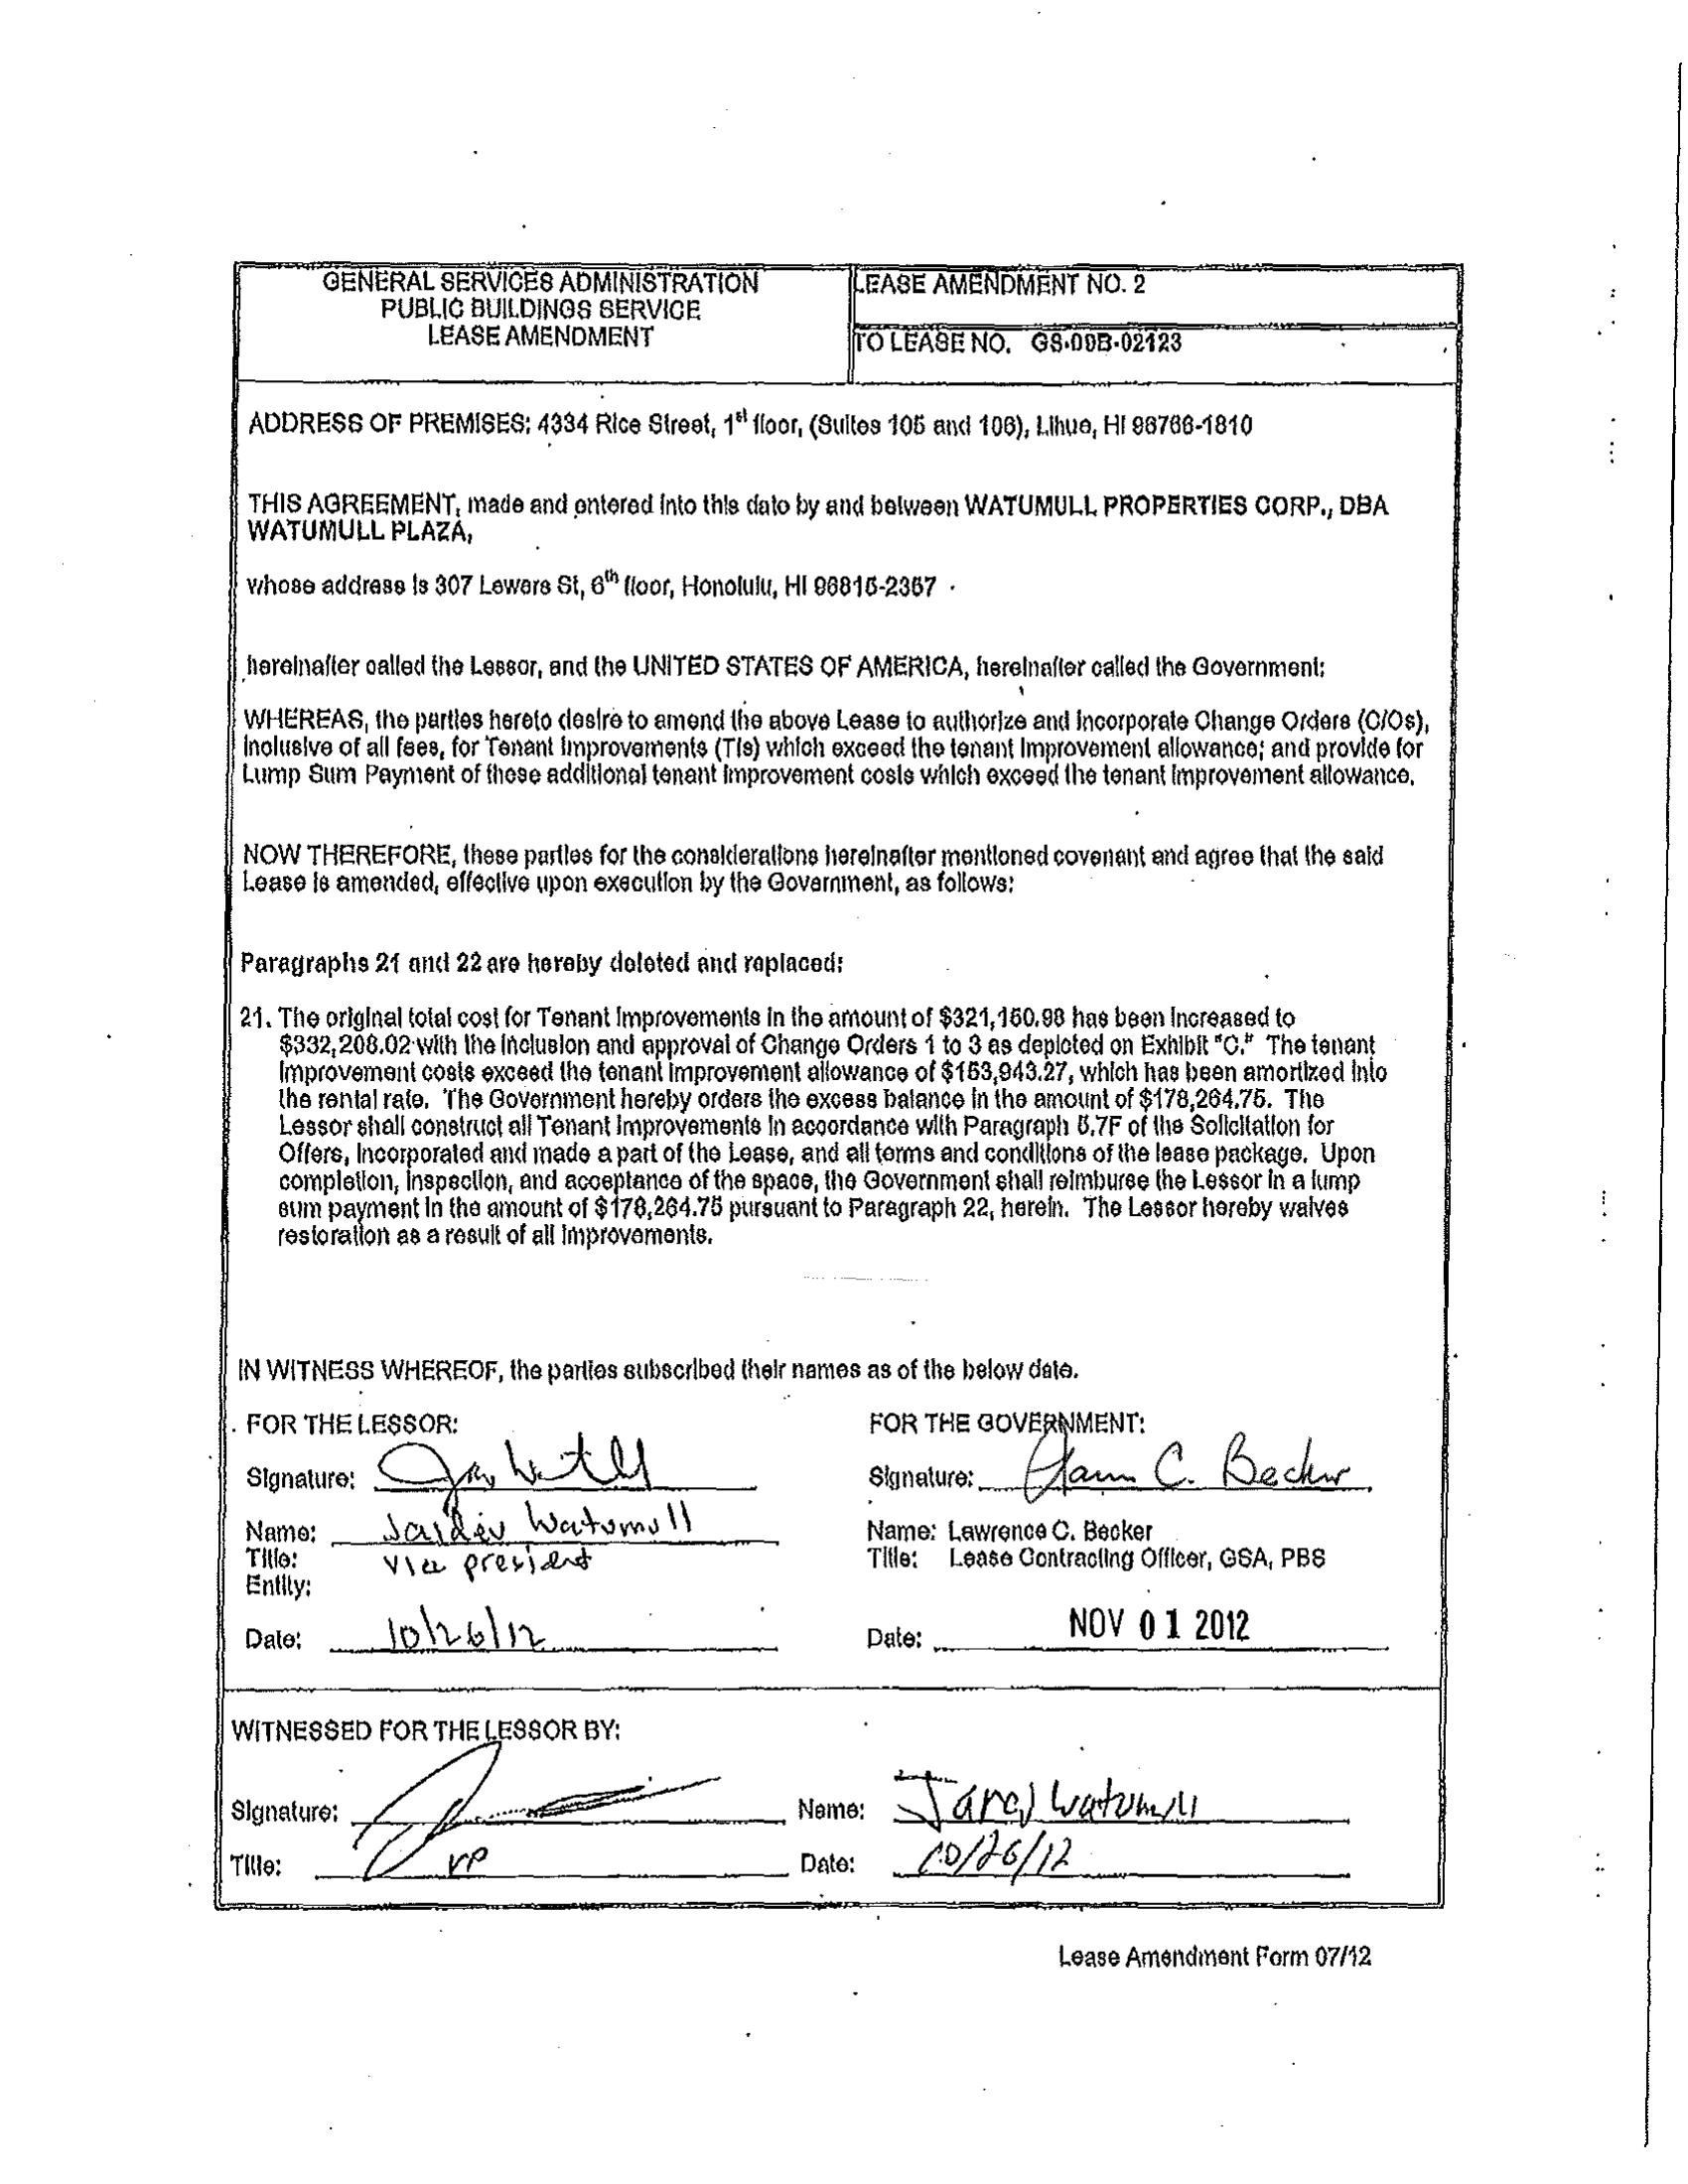 GENERAL SERVICES ADMINISTRATION
PUBLIC BUILDINGS SERVICE
LEASE AMENDMENT
LEASE AMENDMENT NO. 2
TO LEASE NO. GS-09B-02123
ADDRESS OF PREMISES: 4334 Rice Street, 1st floor, (Suites 105 and 106), Lihue, HI 96766-1810
THIS AGREEMENT, made and entered into this date by and between WATUMULL PROPERTIES CORP., DBA
WATUMULL PLAZA,
whose address is 307 Lewers St, 6th floor, Honolulu, HI 96815-2357
hereinafter called the Lessor, and the UNITED STATES OF AMERICA, hereinafter called the Government:
WHEREAS, the parties hereto desire to amend the above Lease to authorize and incorporate Change Orders (C/Os),
inclusive of all fees, for Tenant Improvements (TIs) which exceed the tenant improvement allowance; and provide for
Lump Sum Payment of these additional tenant improvement costs which exceed the tenant improvement allowance.
NOW THEREFORE, these parties for the considerations hereinafter mentioned covenant and agree that the said
Lease is amended, effective upon execution by the Government, as follows:
Paragraphs 21 and 22 are hereby deleted and replaced:
21. The original total cost for Tenant Improvements in the amount of $321,150.98 has been increased to
$332,208.02 with the inclusion and approval of Change Orders 1 to 3 as depicted on Exhibit "C." The tenant
improvement costs exceed the tenant improvement allowance of $153,943.27, which has been amortized into
the rental rate. The Government hereby orders the excess balance in the amount of $178,264.75. The
Lessor shall construct all Tenant Improvements in accordance with Paragraph 5.7F of the Solicitation for
Offers, incorporated and made a part of the Lease, and all terms and conditions of the lease package. Upon
completion, inspection, and acceptance of the space, the Government shall reimburse the Lessor in a lump
sum payment in the amount of $178,264.75 pursuant to Paragraph 22, herein. The Lessor hereby waives
restoration as a result of all improvements.
IN WITNESS WHEREOF, the parties subscribed their names as of the below date.
FOR THE LESSOR:
Signature:
Name: Jaidev Watumull
Title: Vice president
Entity:
Date: 10/26/12
FOR THE GOVERNMENT:
Signature: C. Becker
Name: Lawrence C. Becker
Title: Lease Contracting Officer, GSA, PBS
Date: NOV 01 2012
WITNESSED FOR THE LESSOR BY:
Signature:
Name: Jared Watumull
Title: VP
Date: 10/26/12
Lease Amendment Form 07/12